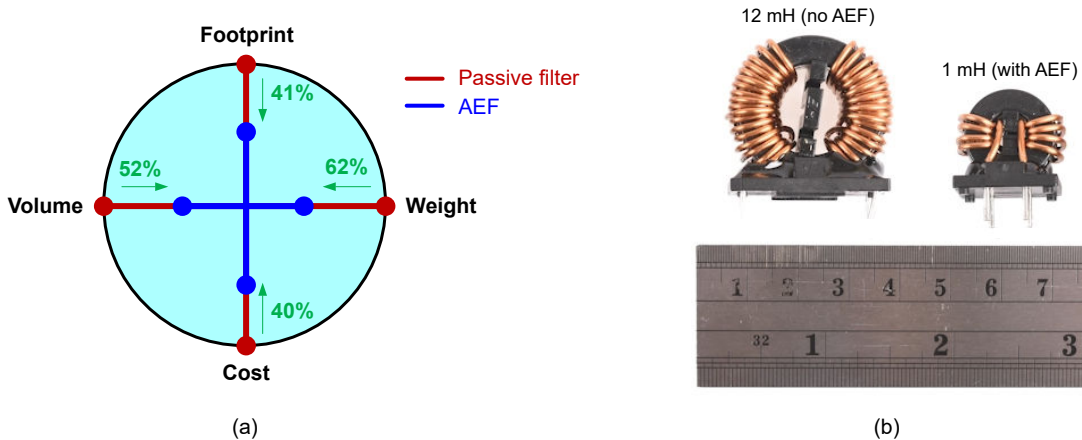 Footprint
41%
Passive filter
AEF
52%
62%
Volume
Weight
40%
Cost
(a)
12 mH (no AEF)
1 mH (with AEF)
1 2 3 4 5 6 7
32 1 2 3
(b)